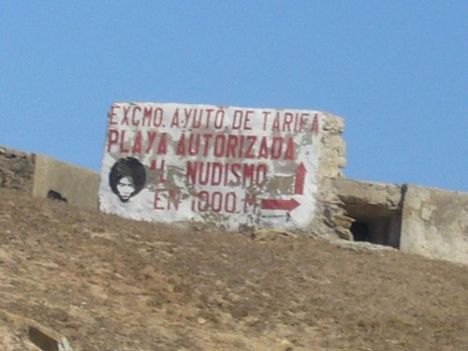 EXCMO. AYUTO. DE TARIFA
PLAYA AUTORIZADA
AL NUDISMO
EN 1000 M